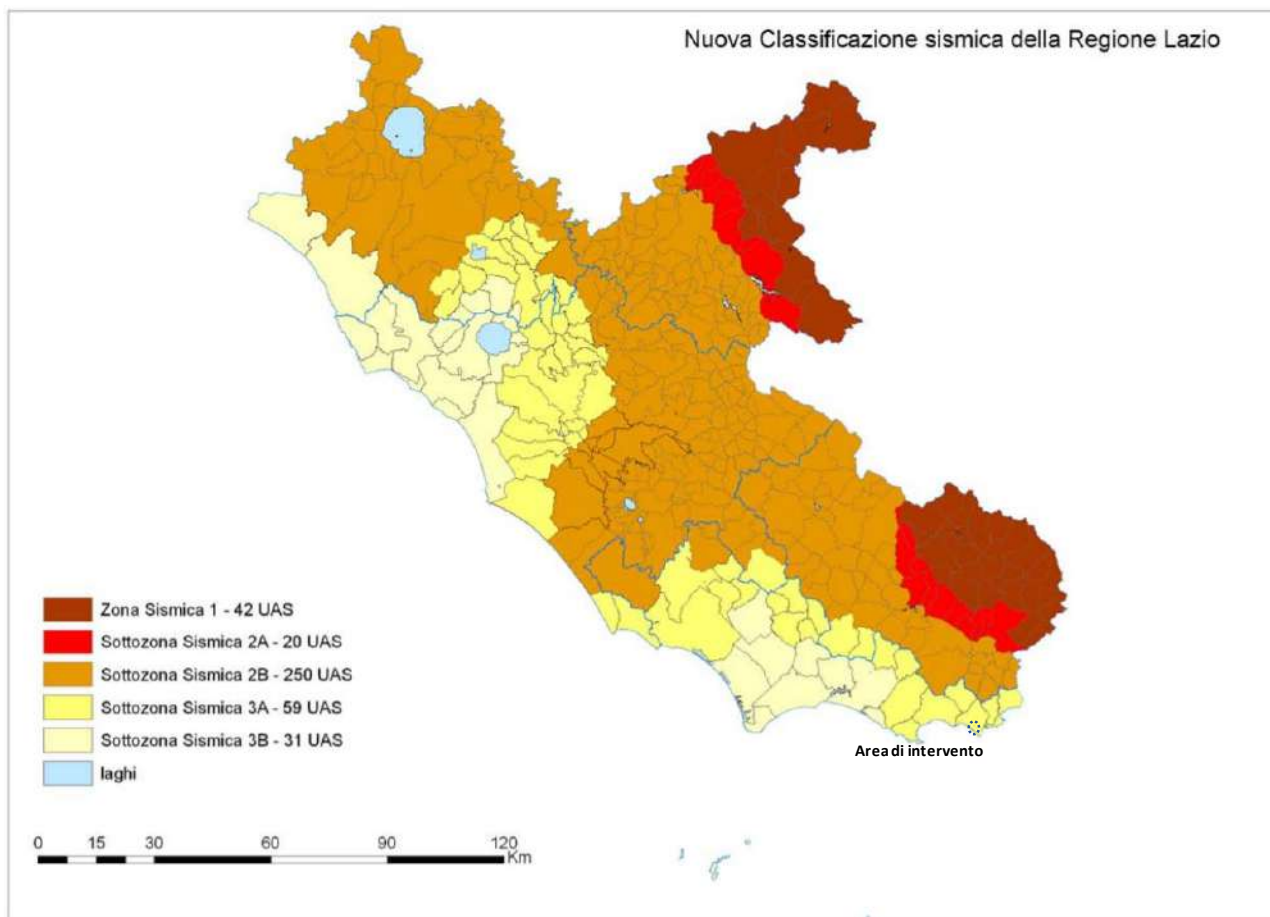 Nuova Classificazione sismica della Regione Lazio
Zona Sismica 1 - 42 UAS
Sottozona Sismica 2A - 20 UAS
Sottozona Sismica 2B - 250 UAS
Sottozona Sismica 3A - 59 UAS
Sottozona Sismica 3B - 31 UAS
laghi
Area di intervento
0 15 30 60 90 120
Km